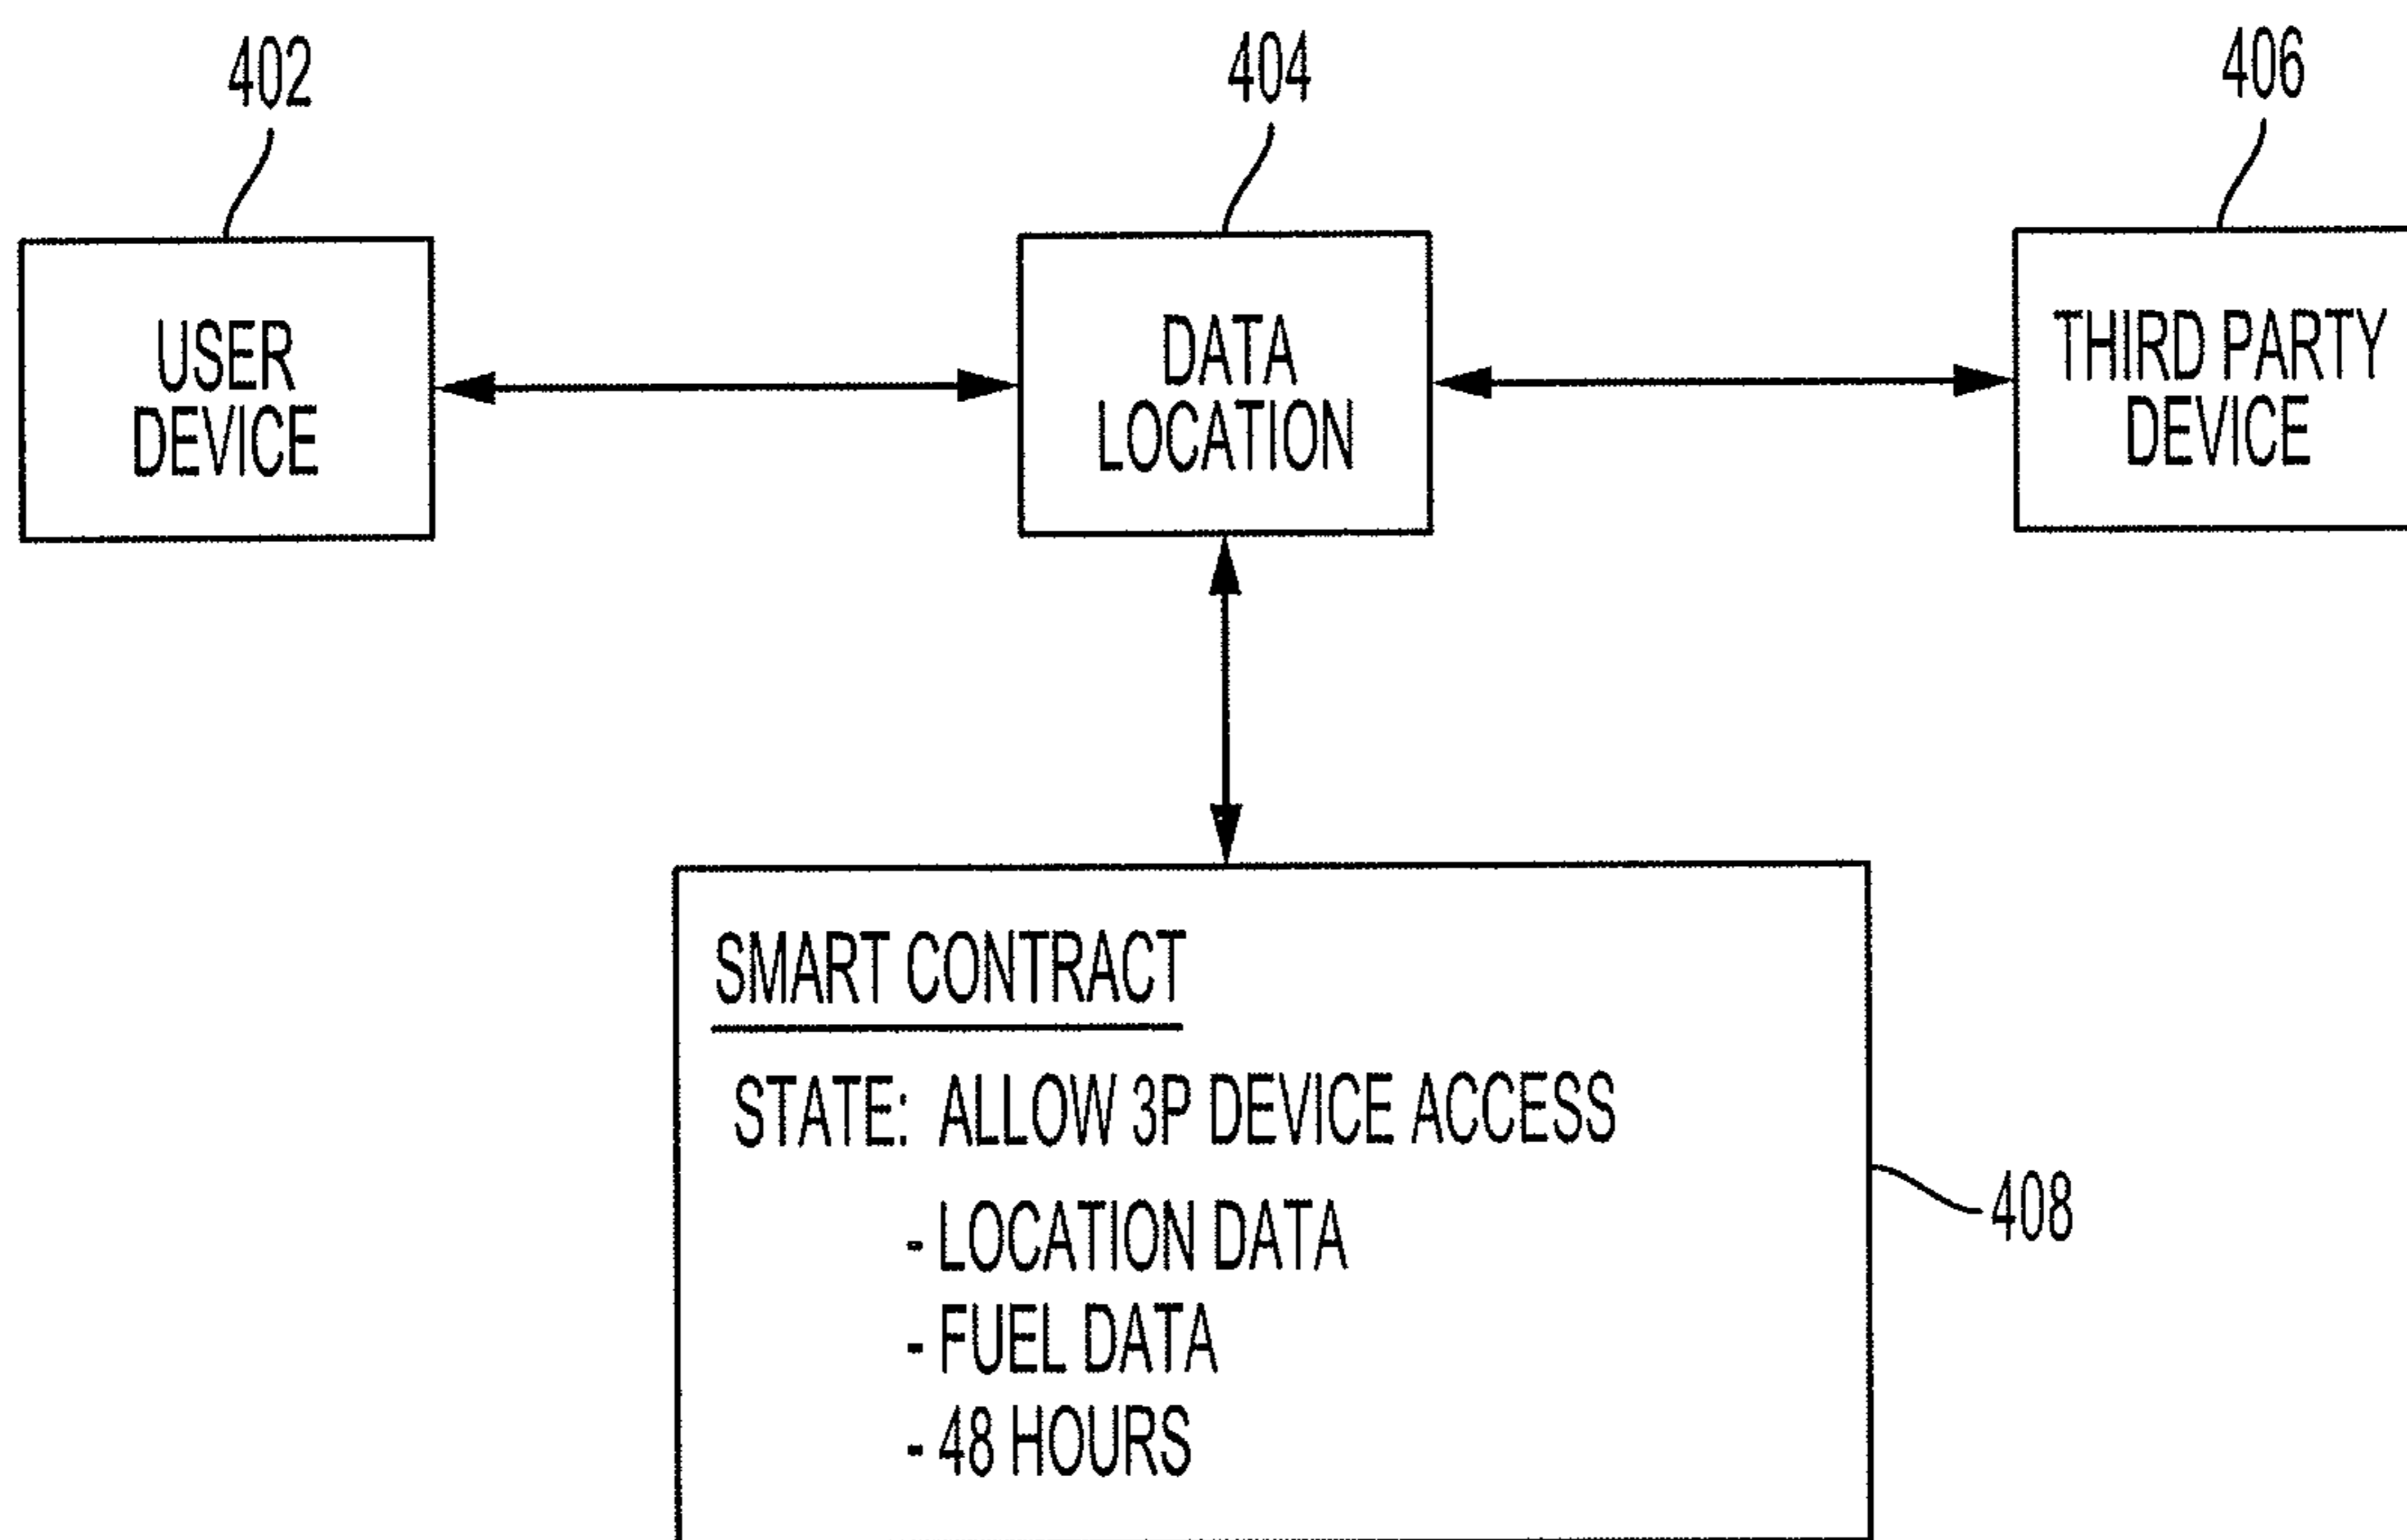 402
404
406
USER
DEVICE
DATA
LOCATION
THIRD PARTY
DEVICE
SMART CONTRACT
STATE: ALLOW 3P DEVICE ACCESS
- LOCATION DATA
- FUEL DATA
- 48 HOURS
408